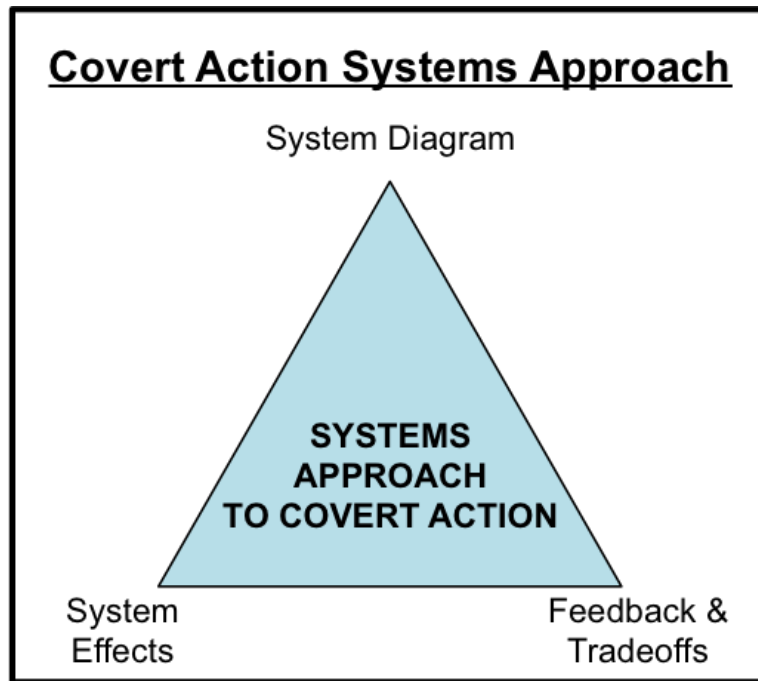 Covert Action Systems Approach
System Diagram
SYSTEMS
APPROACH
TO COVERT ACTION
System
Effects
Feedback &
Tradeoffs